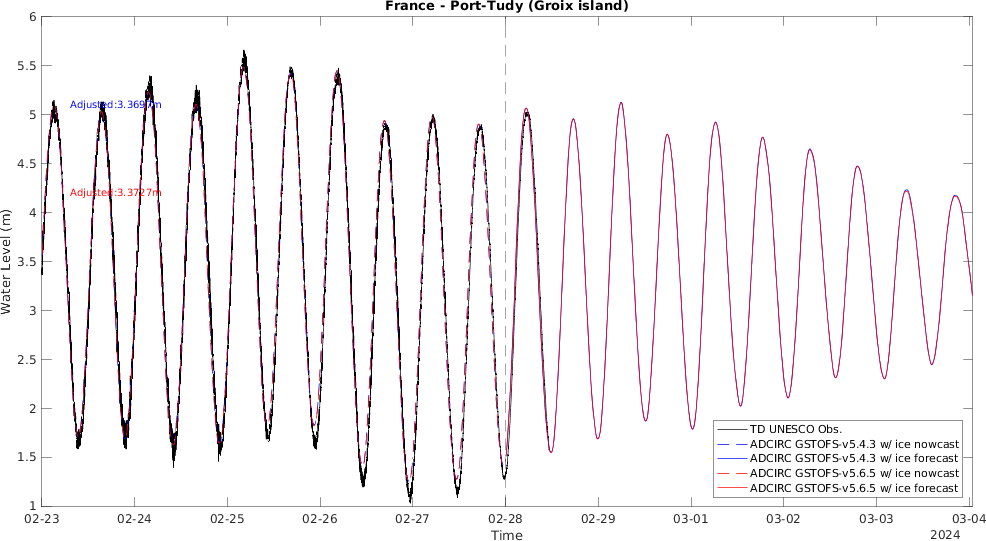 France - Port-Tudy (Groix island)
6
5.5
5
4.5
4
3.5
3
2.5
2
1.5
1
Water Level (m)
Adjusted:3.3697m
Adjusted:3.3727m
TD UNESCO Obs.
ADCIRC GSTOFS-v5.4.3 w/ ice nowcast
ADCIRC GSTOFS-v5.4.3 w/ ice forecast
ADCIRC GSTOFS-v5.6.5 w/ ice nowcast
ADCIRC GSTOFS-v5.6.5 w/ ice forecast
02-23 02-24 02-25 02-26 02-27 02-28 02-29 03-01 03-02 03-03 03-04
Time
2024